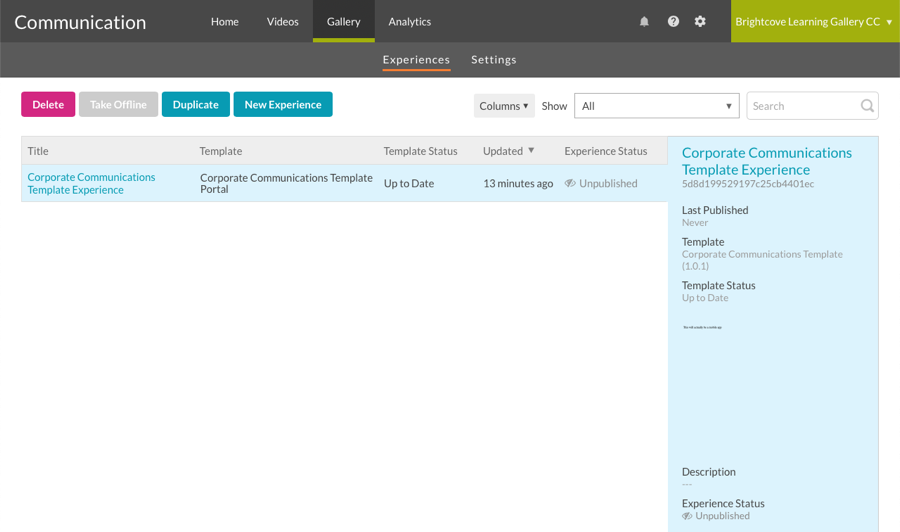 Communication
Home
Videos
Gallery
Analytics
Brightcove Learning Gallery CC
Experiences
Settings
Delete
Take Offline
Duplicate
New Experience
Columns
Show
All
Search
Title
Template
Template Status
Updated
Experience Status
Corporate Communications
Template Experience
Corporate Communications Template
Portal
Up to Date
13 minutes ago
Unpublished
Corporate Communications
Template Experience
5d8d199529197c25cb4401ec
Last Published
Never
Template
Corporate Communications Template
(1.0.1)
Template Status
Up to Date
Description
---
Experience Status
Unpublished